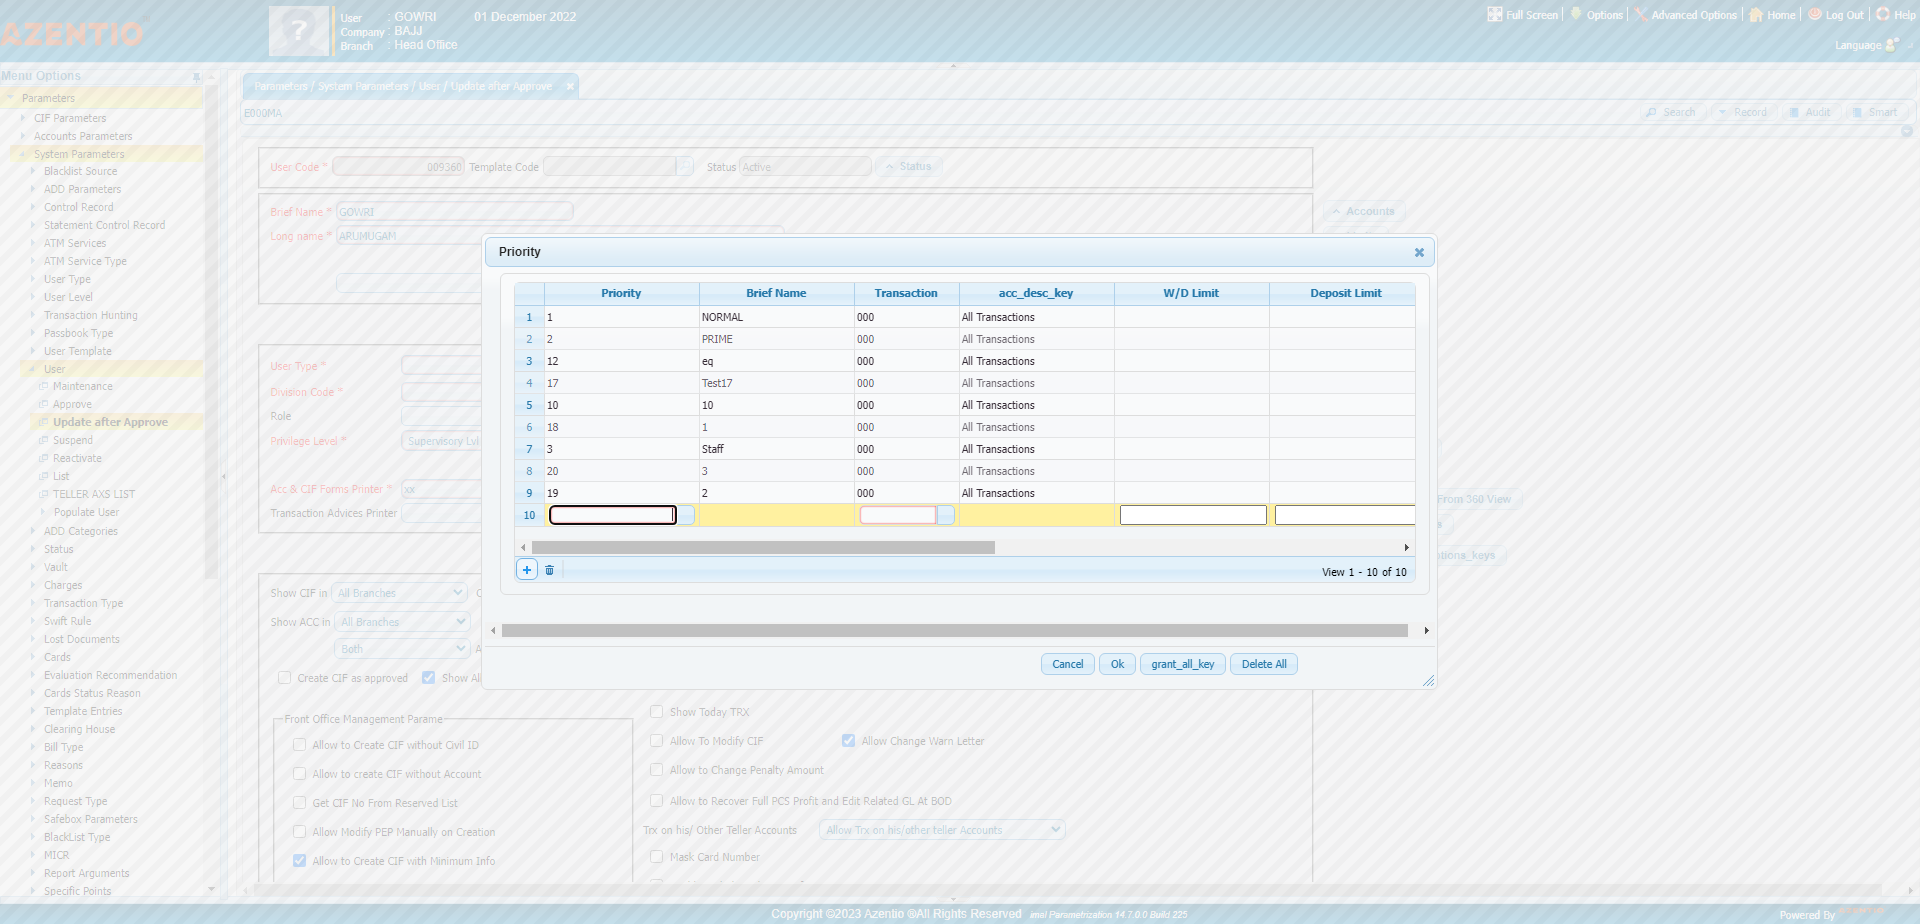 AZENTIO
User : GOWRI 01 December 2022
Company : BAJJ
Branch : Head Office
Full Screen Options Advanced Options Home Log Out Help
Language
Menu Options
Parameters
CIF Parameters
Accounts Parameters
System Parameters
Blacklist Source
ADD Parameters
Control Record
Statement Control Record
ATM Services
ATM Service Type
User Type
User Level
Transaction Hunting
Passbook Type
User Template
User
Maintenance
Approve
Update after Approve
Suspend
Reactivate
List
TELLER AXS LIST
Populate User
ADD Categories
Status
Vault
Charges
Transaction Type
Swift Rule
Lost Documents
Cards
Evaluation Recommendation
Cards Status Reason
Template Entries
Clearing House
Bill Type
Reasons
Memo
Request Type
Safebox Parameters
BlackList Type
MICR
Report Arguments
Specific Points
Parameters / System Parameters / User / Update after Approve
E000MA
Search Record Audit Smart
User Code * 009360 Template Code Status Active Status
Brief Name * GOWRI
Accounts
Long name * ARUMUGAM
Priority
Priority Brief Name Transaction acc_desc_key W/D Limit Deposit Limit
1 1 NORMAL 000 All Transactions
2 2 PRIME 000 All Transactions
3 12 eq 000 All Transactions
4 17 Test17 000 All Transactions
5 10 10 000 All Transactions
6 18 1 000 All Transactions
7 3 Staff 000 All Transactions
8 20 3 000 All Transactions
9 19 2 000 All Transactions
10
View 1 - 10 of 10
Cancel Ok grant_all_key Delete All
User Type *
Division Code *
Role
Privilege Level * Supervisory Lvl
Acc & CIF Forms Printer * xx
From 360 View
Transaction Advices Printer
tions_keys
Show CIF in All Branches
Show ACC in All Branches
Both A
Create CIF as approved Show All
Front Office Management Parame
Allow to Create CIF without Civil ID
Allow to create CIF without Account
Get CIF No From Reserved List
Allow Modify PEP Manually on Creation
Allow to Create CIF with Minimum Info
Show Today TRX
Allow To Modify CIF Allow Change Warn Letter
Allow to Change Penalty Amount
Allow to Recover Full PCS Profit and Edit Related GL At BOD
Trx on his/ Other Teller Accounts Allow Trx on his/other teller Accounts
Mask Card Number
Copyright ©2023 Azentio ®All Rights Reserved imal Parametrization 14.7.0.0 Build 225
Powered By